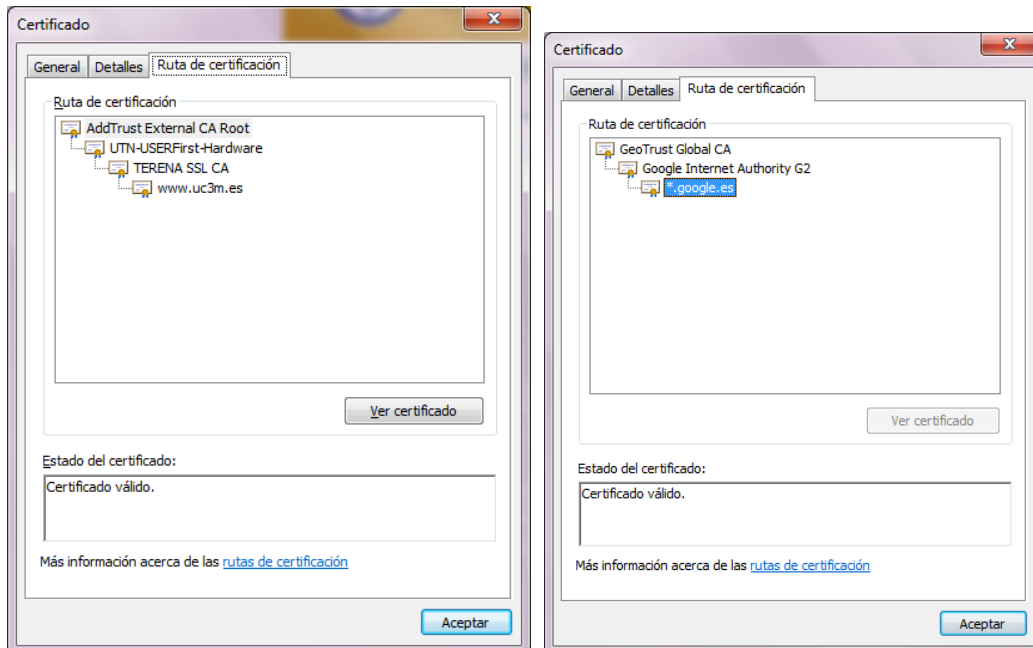 Certificado
General Detalles Ruta de certificación
Ruta de certificación
AddTrust External CA Root
UTN-USERFirst-Hardware
TERENA SSL CA
www.uc3m.es
Ver certificado
Estado del certificado:
Certificado válido.
Más información acerca de las rutas de certificación
Aceptar
Certificado
General Detalles Ruta de certificación
Ruta de certificación
GeoTrust Global CA
Google Internet Authority G2
*.google.es
Ver certificado
Estado del certificado:
Certificado válido.
Más información acerca de las rutas de certificación
Aceptar